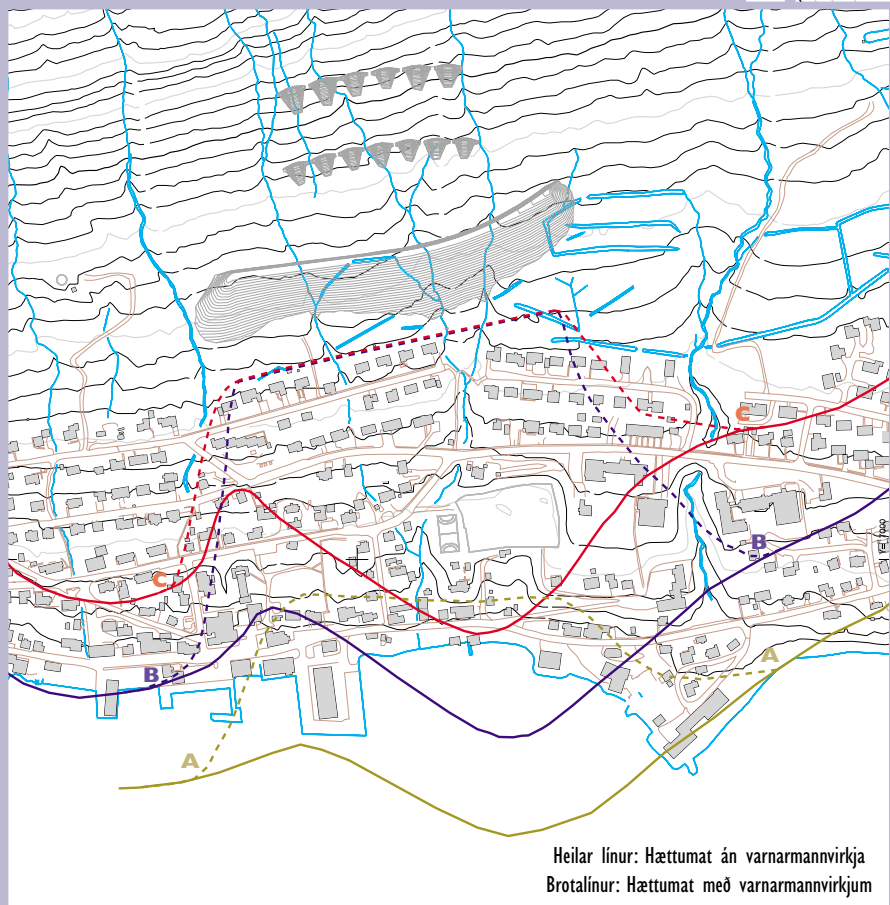 C
C
B
B
A
A
Heilar línur: Hættumat án varnarmannvirkja
Brotalínur: Hættumat með varnarmannvirkjum